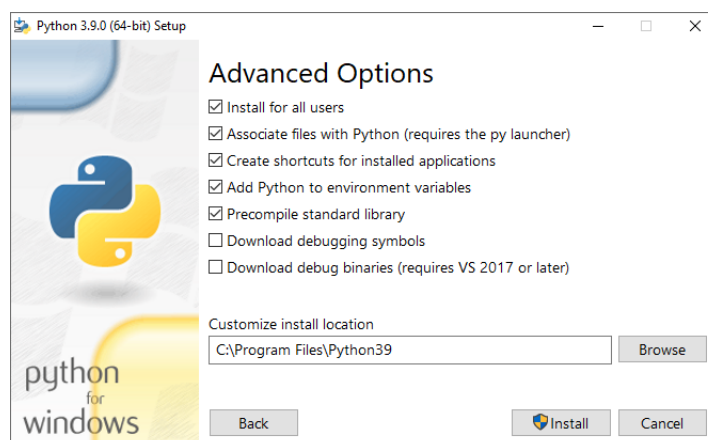 Python 3.9.0 (64-bit) Setup
Advanced Options
Install for all users
Associate files with Python (requires the py launcher)
Create shortcuts for installed applications
Add Python to environment variables
Precompile standard library
Download debugging symbols
Download debug binaries (requires VS 2017 or later)
Customize install location
C:\Program Files\Python39
Browse
python
for
windows
Back
Install
Cancel